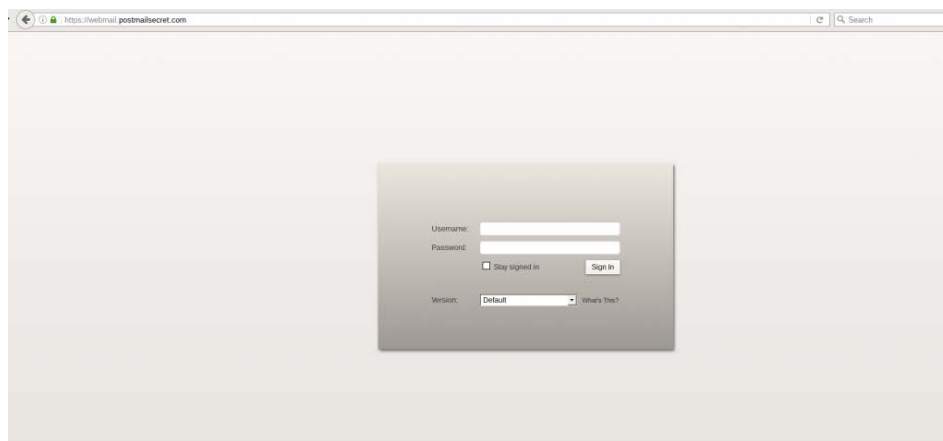 https://webmail.postmailsecret.com
Search
Username:
Password:
Stay signed in
Sign In
Version:
Default
What's This?